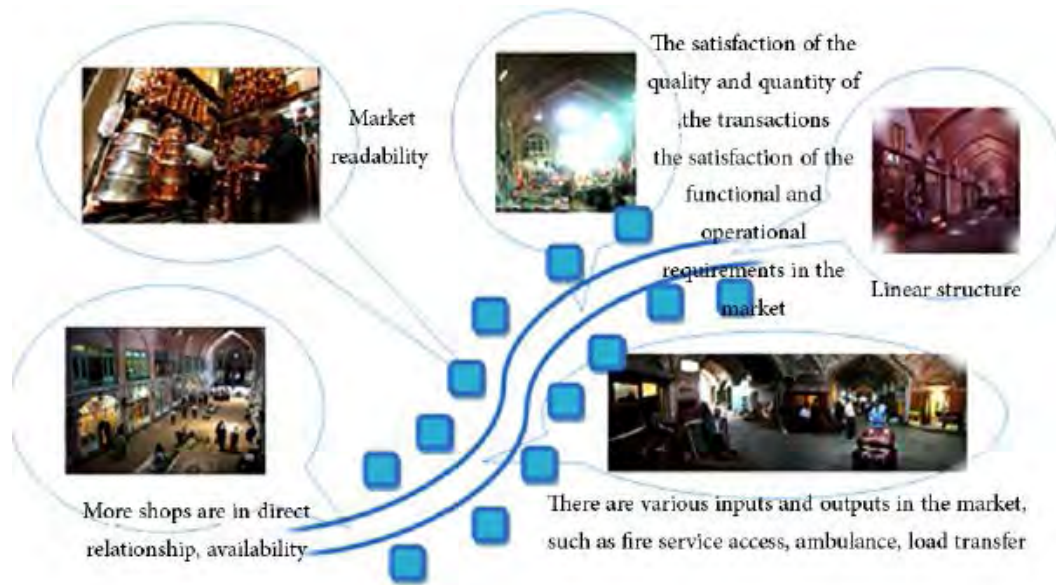 Market
readability
The satisfaction of the
quality and quantity of
.the transactions
the satisfaction of the
functional and
operational
requirements in the
market
Linear structure
More shops are in direct
relationship, availability
There are various inputs and outputs in the market,
such as fire service access, ambulance, load transfer